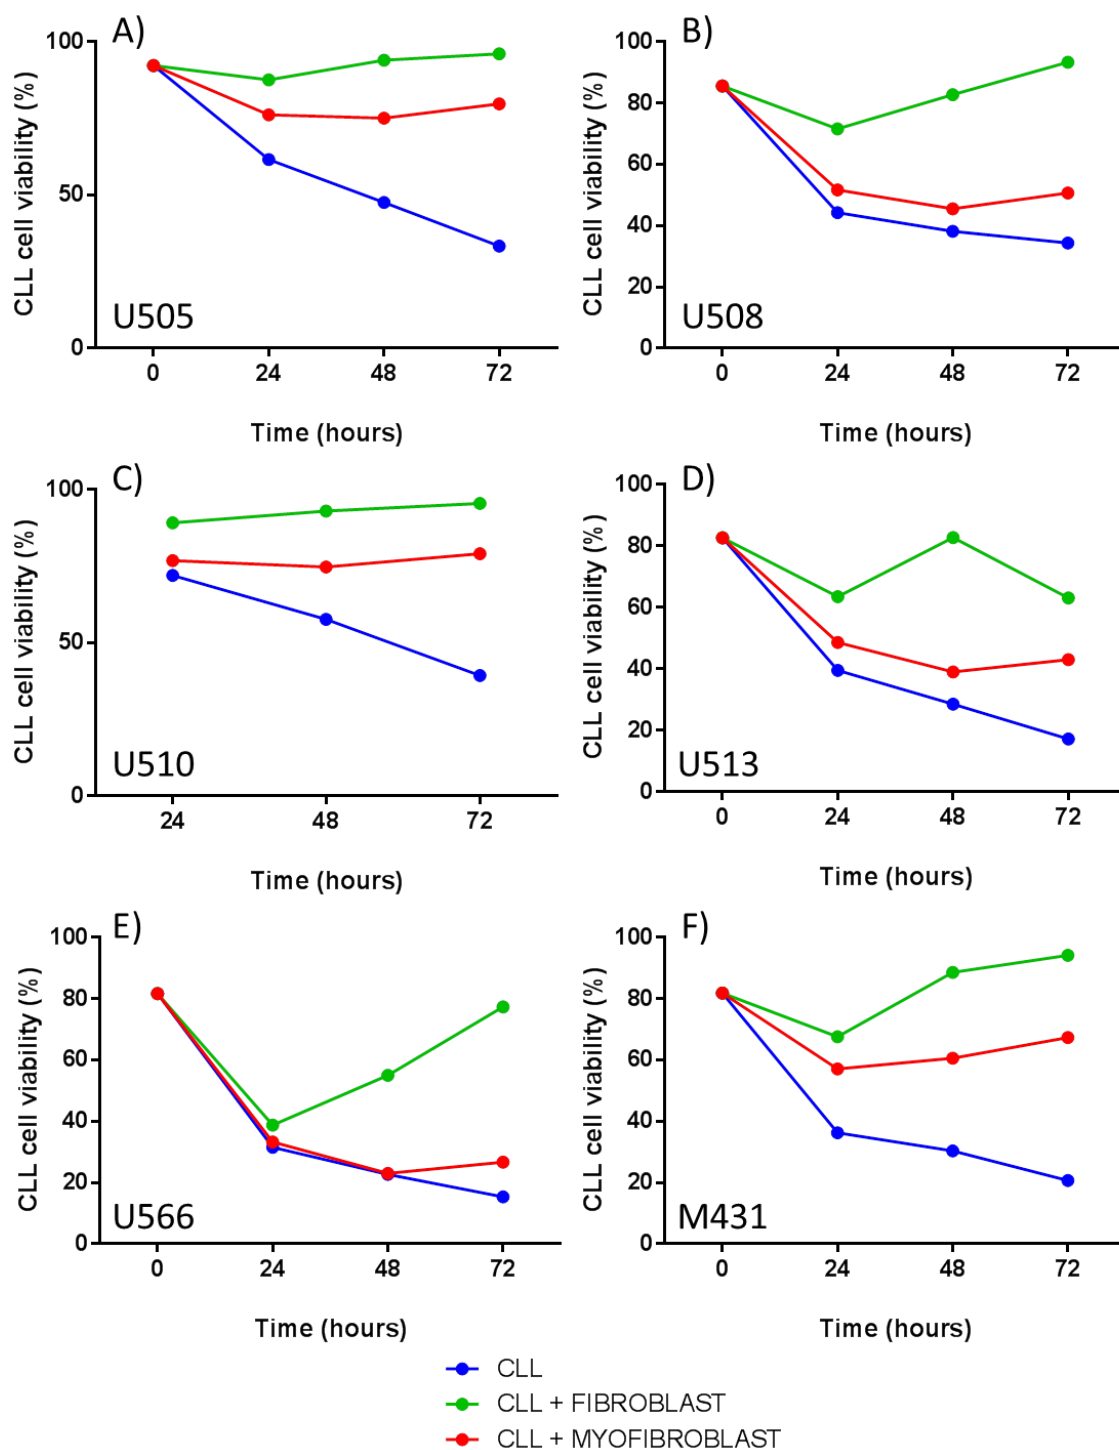 A)
CLL cell viability (%)
100
50
0
U505
0 24 48 72
Time (hours)
B)
CLL cell viability (%)
100
80
60
40
20
0
U508
0 24 48 72
Time (hours)
C)
CLL cell viability (%)
100
50
0
U510
24 48 72
Time (hours)
D)
CLL cell viability (%)
100
80
60
40
20
0
U513
0 24 48 72
Time (hours)
E)
CLL cell viability (%)
100
80
60
40
20
0
U566
0 24 48 72
Time (hours)
F)
CLL cell viability (%)
100
80
60
40
20
0
M431
0 24 48 72
Time (hours)
CLL
CLL + FIBROBLAST
CLL + MYOFIBROBLAST